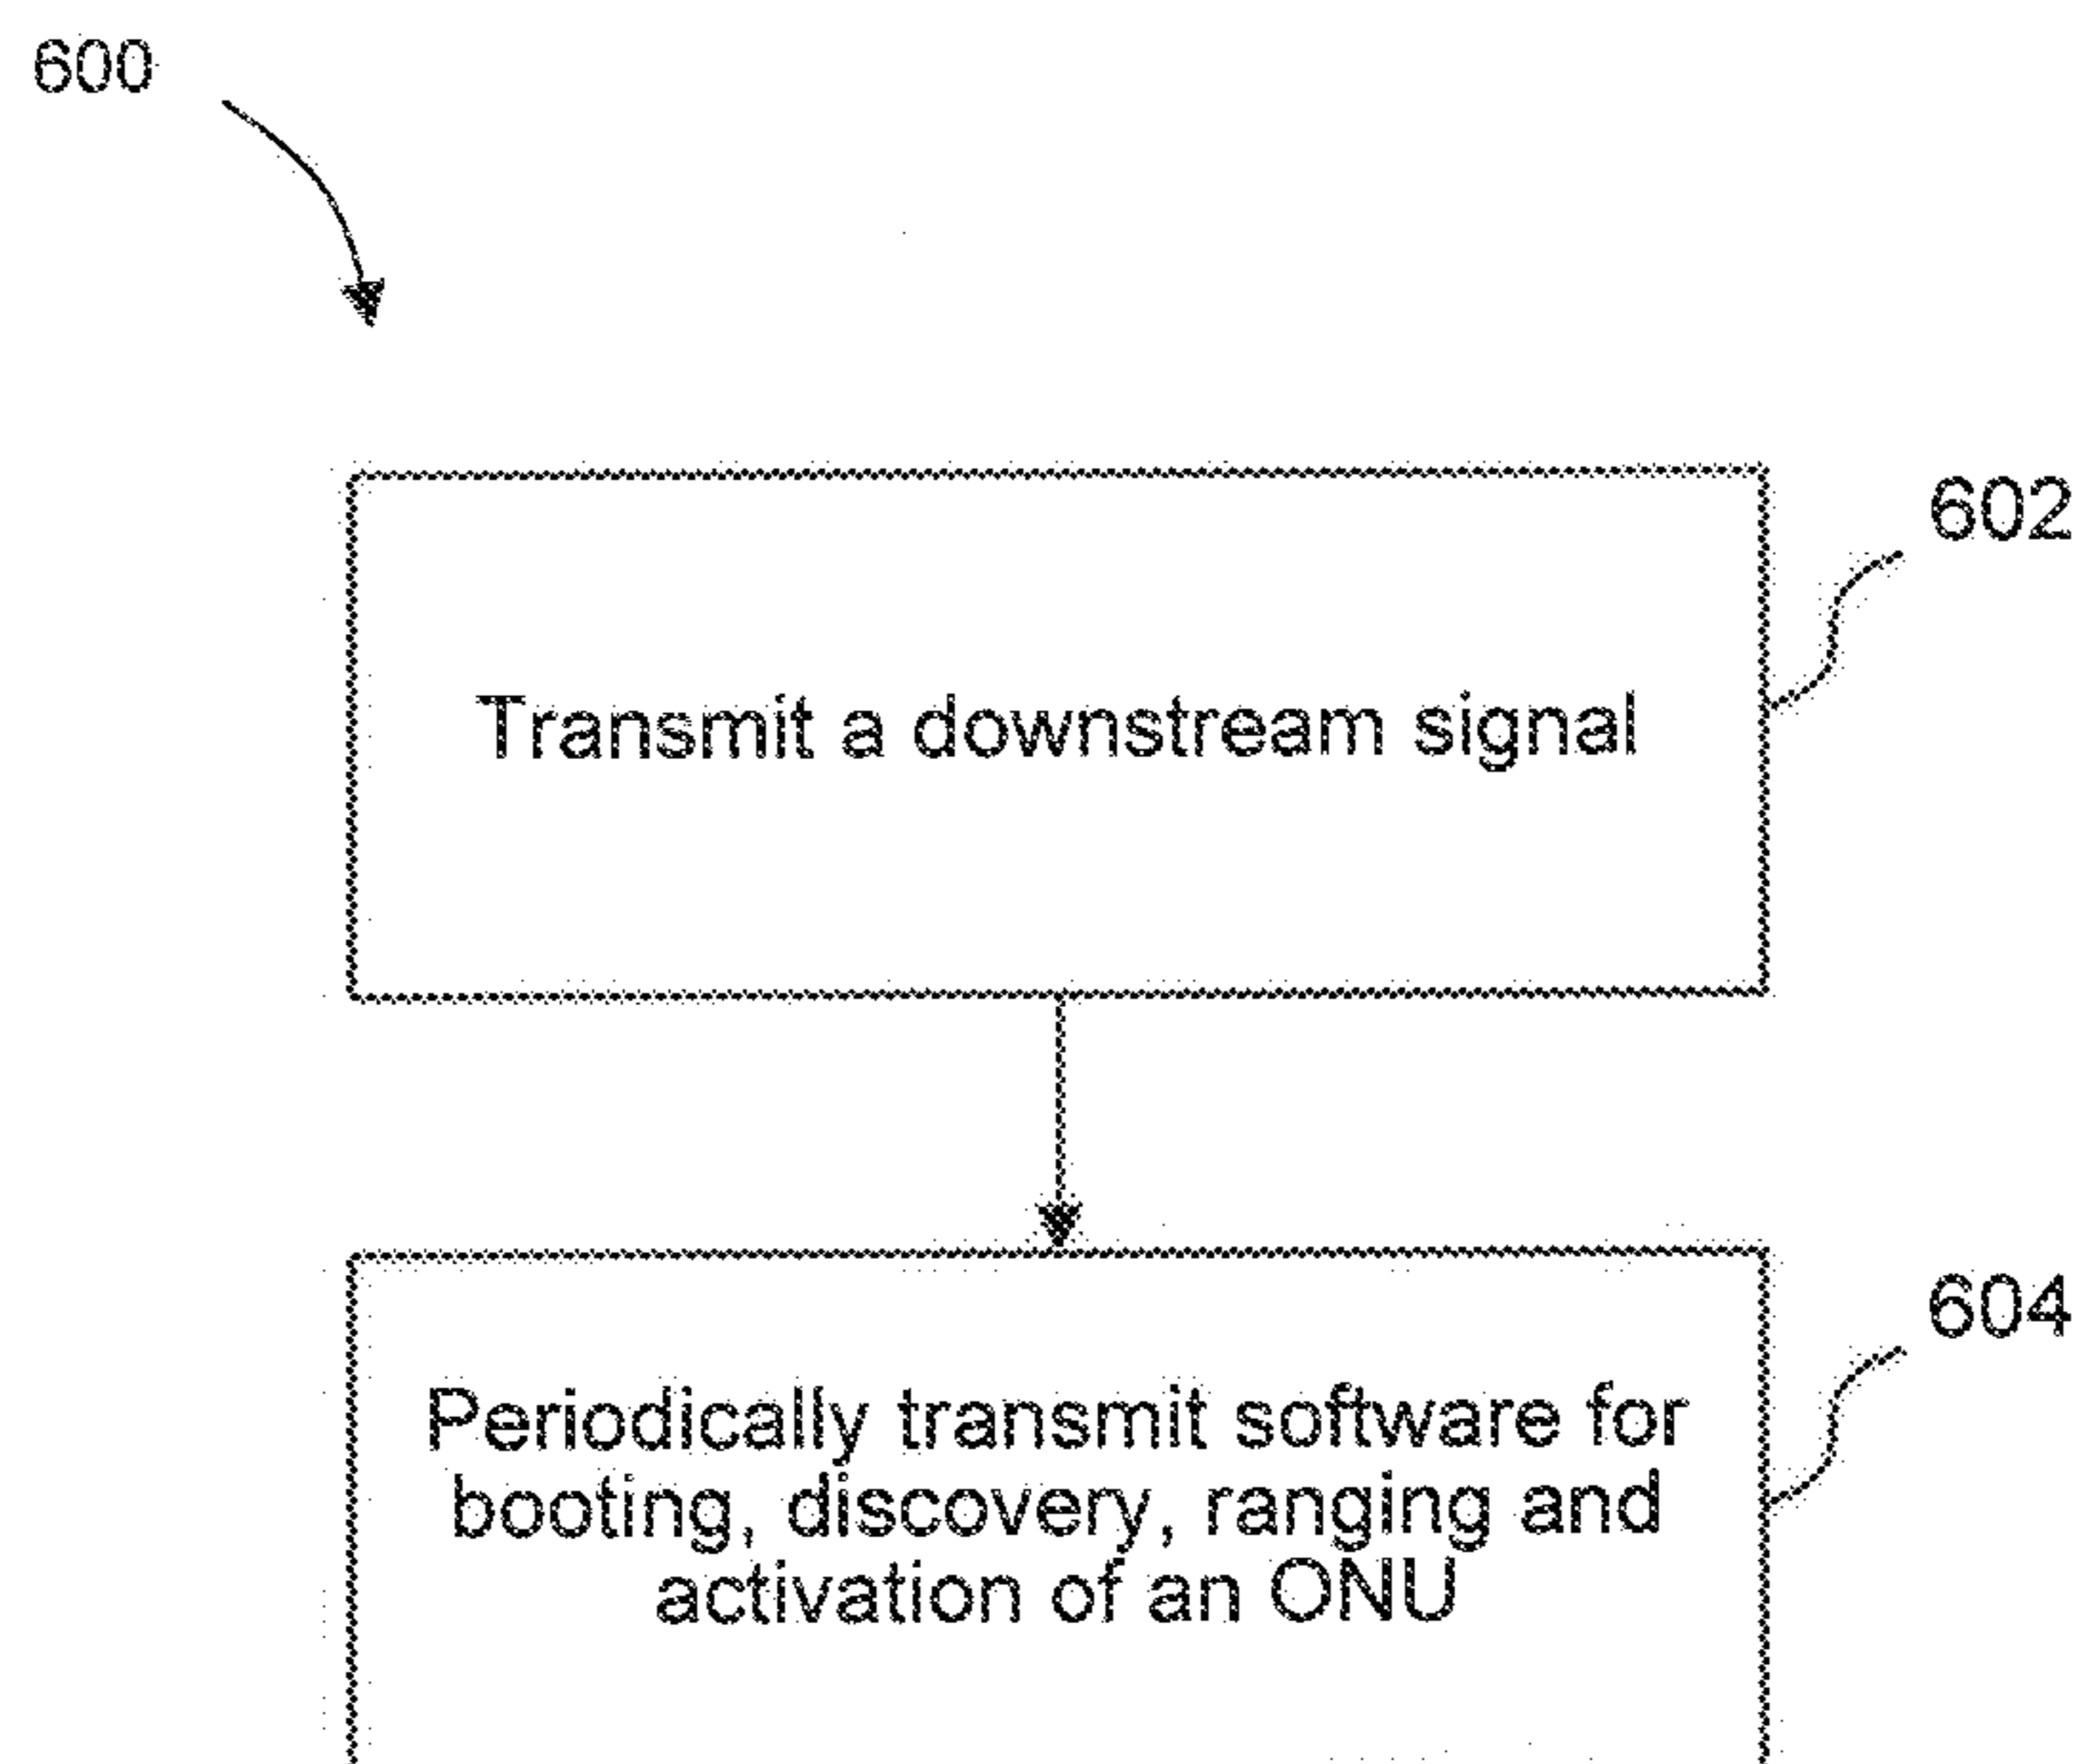 600
602
Transmit a downstream signal
604
Periodically transmit software for
booting, discovery, ranging and
activation of an ONU